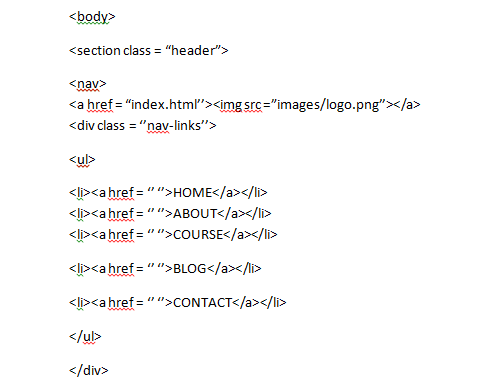 <body>
<section class = “header”>
<nav>
<a href = “index.html’’><img src =”images/logo.png”></a>
<div class = ‘’nav-links’’>
<ul>
<li><a href = ‘’ ‘’>HOME</a></li>
<li><a href = ‘’ ‘’>ABOUT</a></li>
<li><a href = ‘’ ‘’>COURSE</a></li>
<li><a href = ‘’ ‘’>BLOG</a></li>
<li><a href = ‘’ ‘’>CONTACT</a></li>
</ul>
</div>